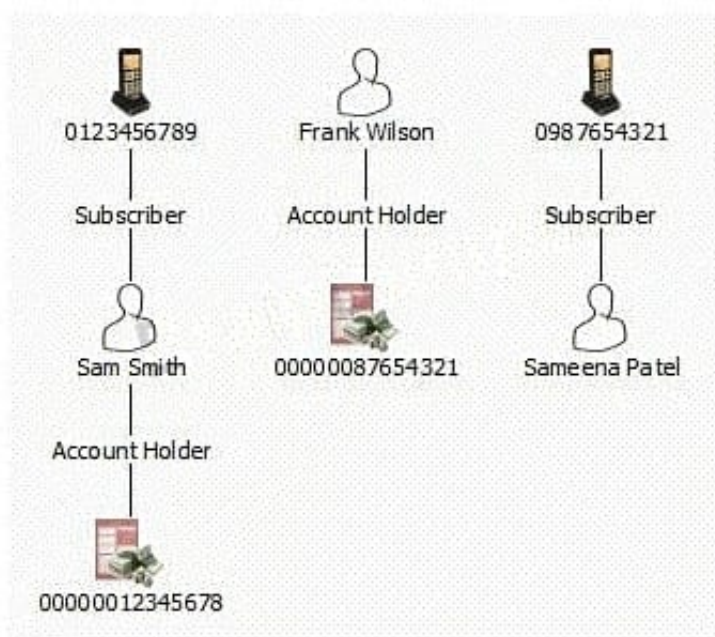 0123456789
Frank Wilson
0987654321
Subscriber
Account Holder
Subscriber
Sam Smith
00000087654321
Sameena Patel
Account Holder
00000012345678